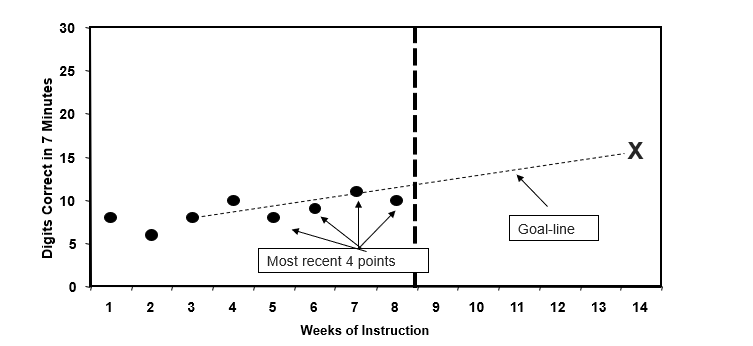 30
25
20
15
10
5
0
Digits Correct in 7 Minutes
X
Goal-line
Most recent 4 points
1 2 3 4 5 6 7 8 9 10 11 12 13 14
Weeks of Instruction